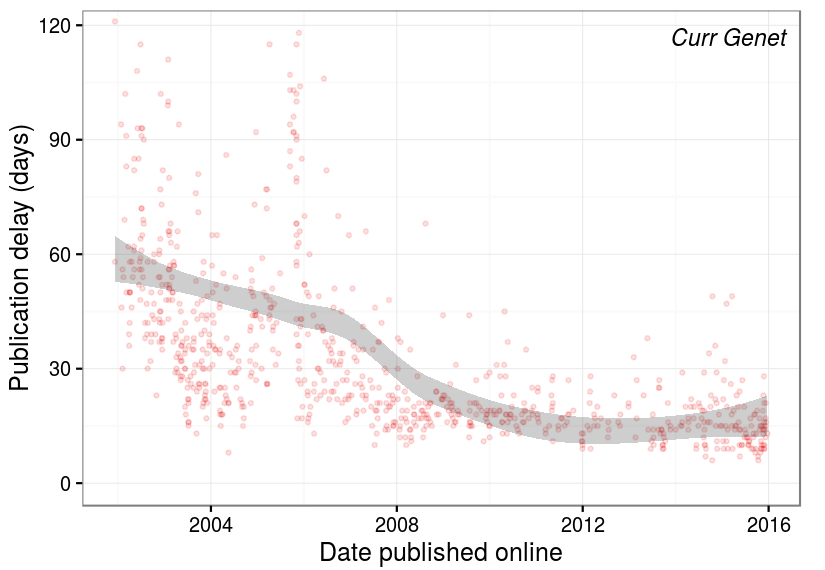 Curr Genet
Publication delay (days)
120
90
60
30
0
2004 2008 2012 2016
Date published online